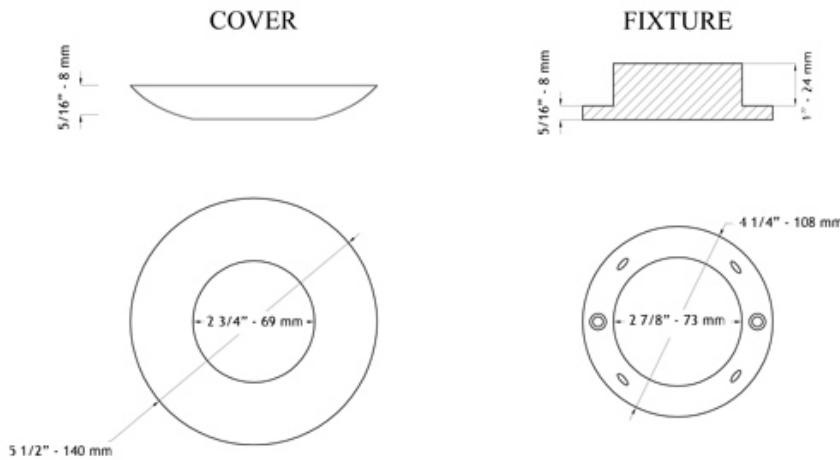 COVER
FIXTURE
5/16" - 8 mm
5/16" - 8 mm
1" - 24 mm
4 1/4" - 108 mm
2 3/4" - 69 mm
2 7/8" - 73 mm
5 1/2" - 140 mm